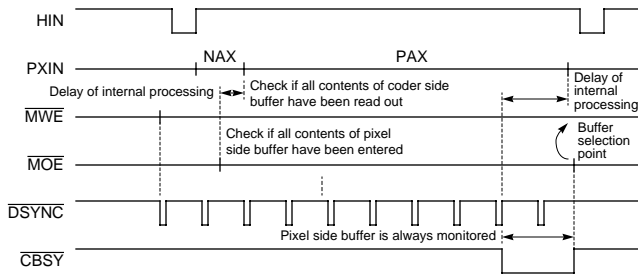 HIN
NAX
PAX
PXIN
Delay of internal processing
Check if all contents of coder side
buffer have been read out
Delay of
internal
processing
MWE
Check if all contents of pixel
side buffer have been entered
Buffer
selection
point
MOE
DSYNC
Pixel side buffer is always monitored
CBSY